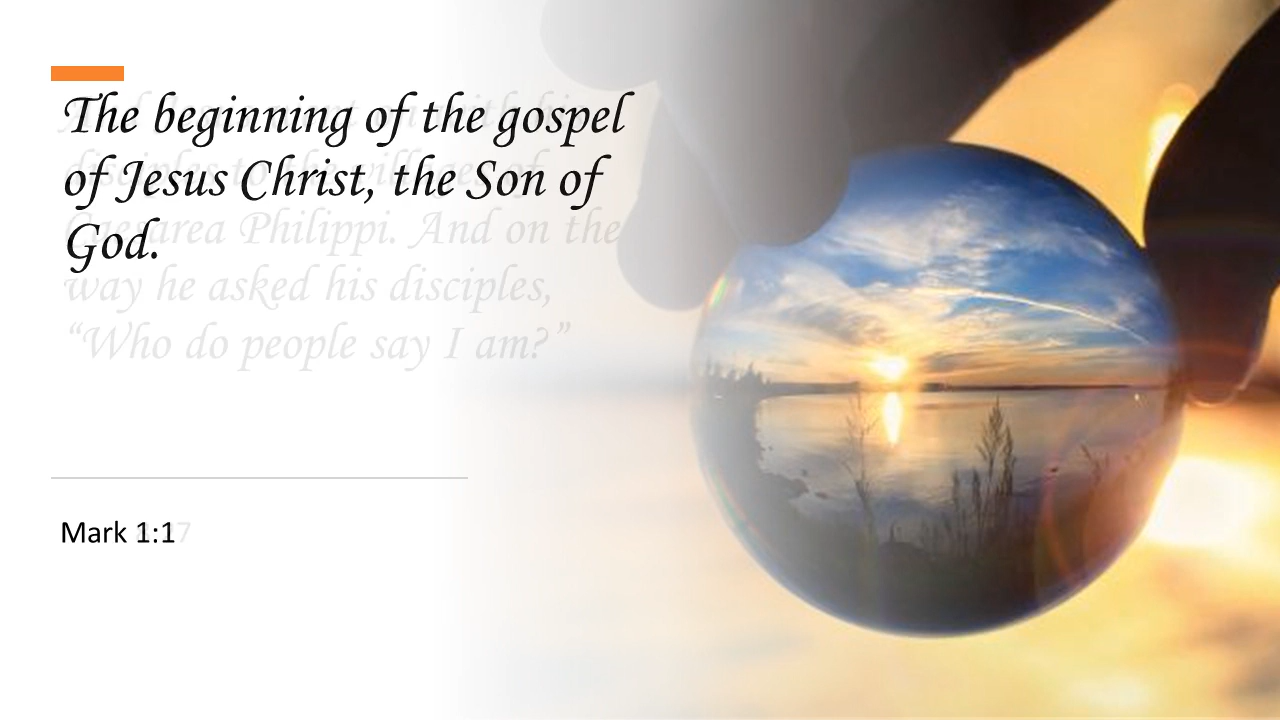 The beginning of the gospel
of Jesus Christ, the Son of
God.
way he asked his disciples,
“Who do people say I am?”
Caesarea Philippi. And on the
Mark 1:1